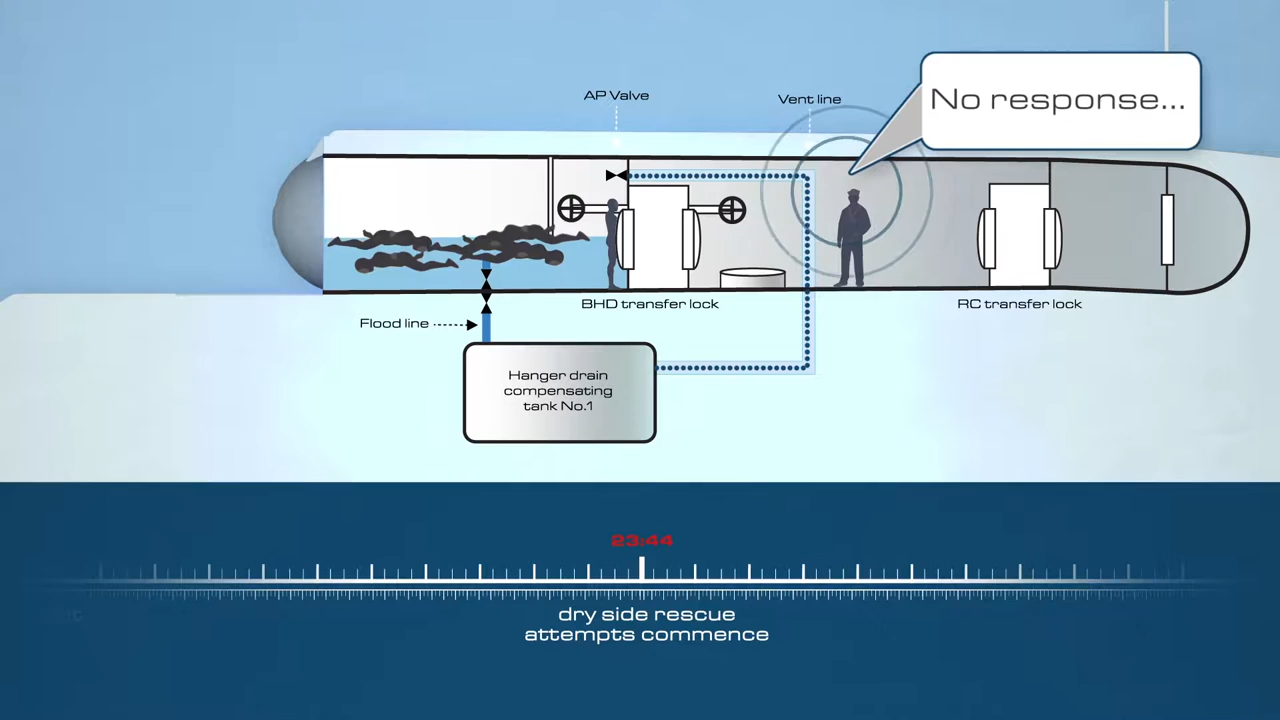 No response...
AP Valve
Vent line
BHD transfer lock
RC transfer lock
Flood line
Hanger drain
compensating
tank No.1
23:44
dry side rescue
attempts commence